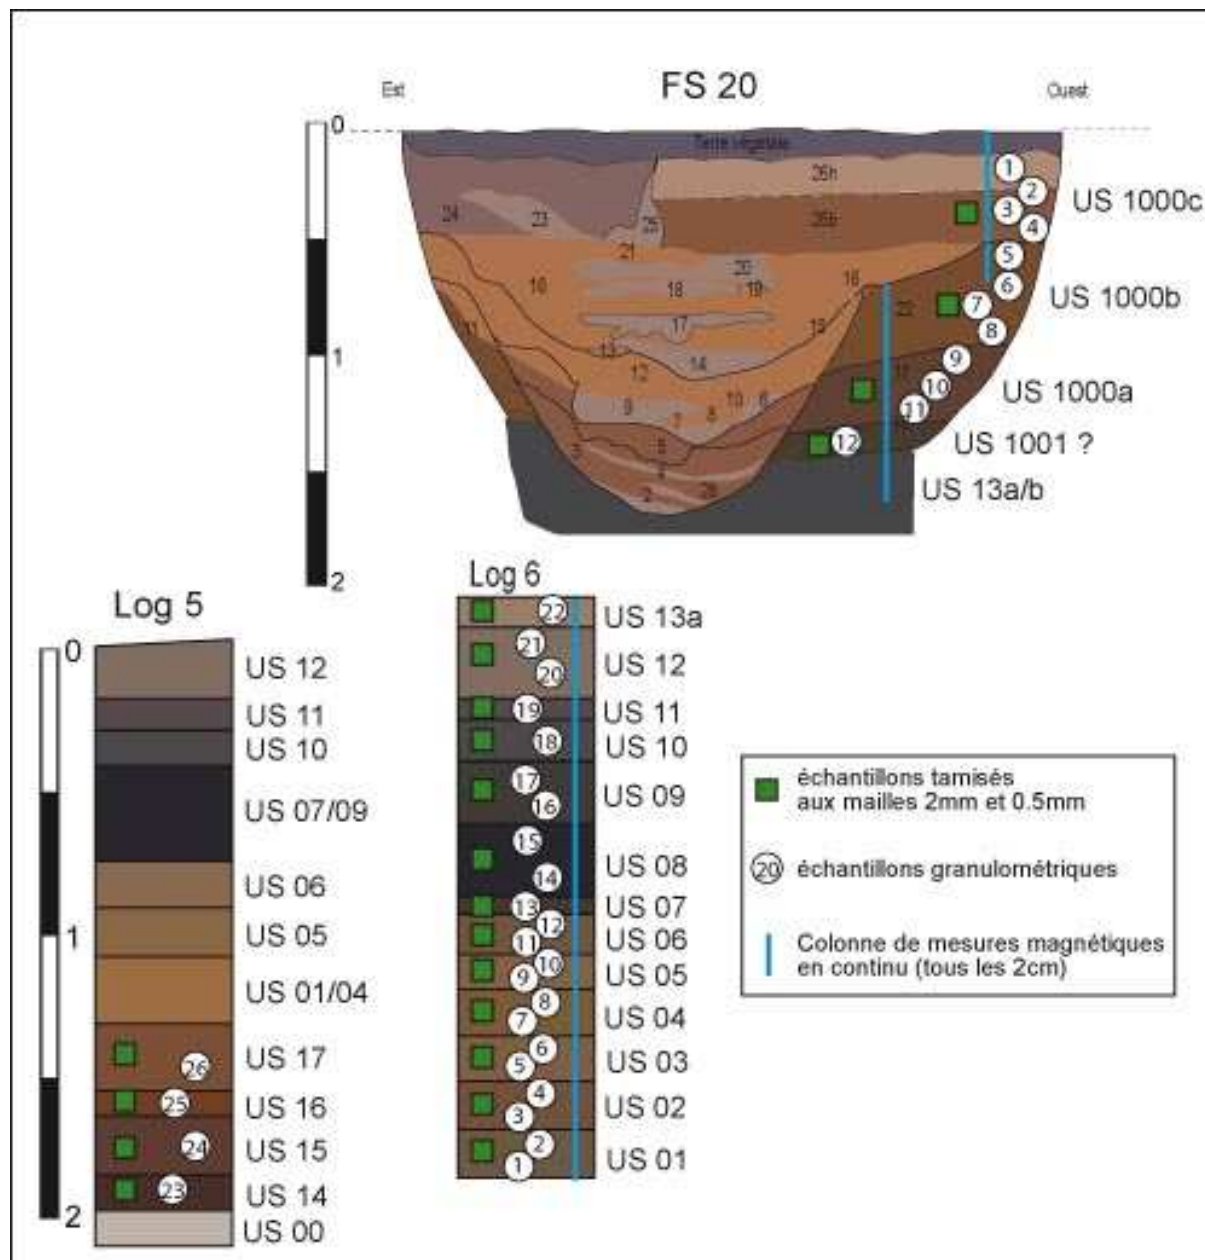 FS 20
Est
Ouest
0
Terre végétale
26h
1
2
US 1000c
3
4
24
23
25
26b
21
5
20
16
6
US 1000b
18
19
22
7
17
8
1
13
14
9
12
10
US 1000a
11
9
10
7
8
12
US 1001 ?
2
US 13a/b
2
Log 5
0
US 12
US 11
US 10
US 07/09
US 06
US 05
1
US 01/04
US 17
26
25
US 16
24
US 15
23
US 14
2
US 00
Log 6
22
US 13a
21
20
US 12
19
US 11
18
US 10
17
16
US 09
15
14
US 08
13
US 07
12
11
US 06
10
9
US 05
8
7
US 04
6
5
US 03
4
3
US 02
2
1
US 01
échantillons tamisés
aux mailles 2mm et 0.5mm
20
échantillons granulométriques
Colonne de mesures magnétiques
en continu (tous les 2cm)